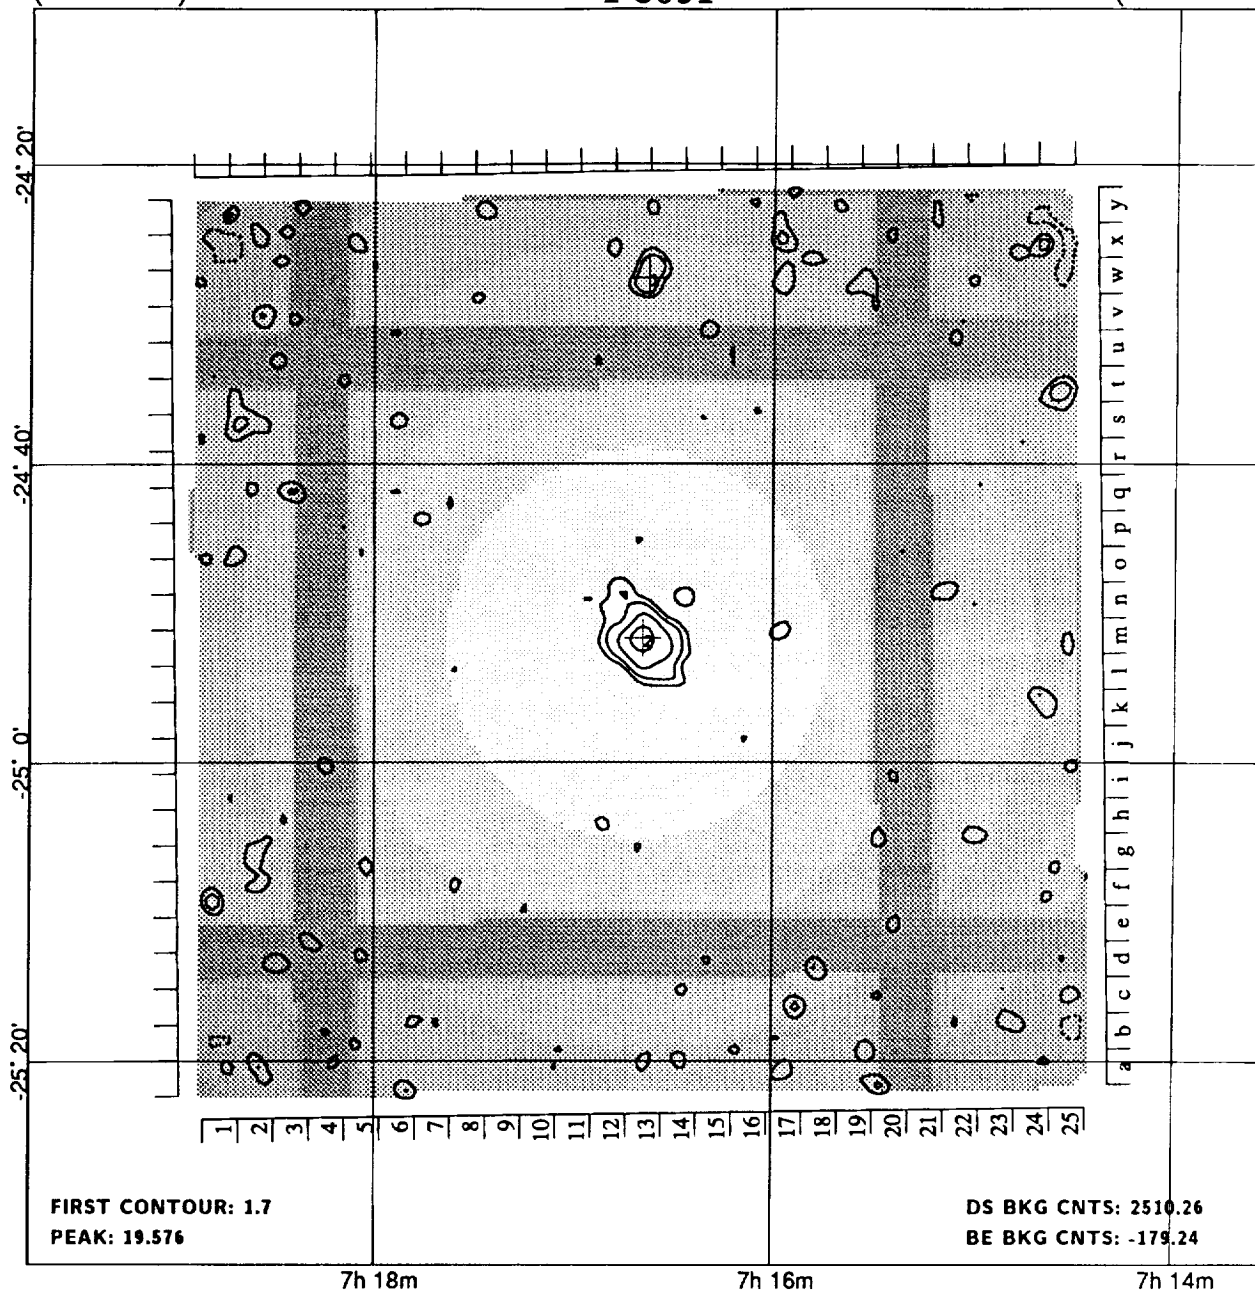 -24° 20'
-24° 40'
-25° 0'
-25° 20'
y
x
w
v
u
t
s
r
q
p
o
n
m
l
k
j
i
h
g
f
e
d
c
b
a
1 2 3 4 5 6 7 8 9 10 11 12 13 14 15 16 17 18 19 20 21 22 23 24 25
FIRST CONTOUR: 1.7
DS BKG CNTS: 2510.26
PEAK: 19.576
BE BKG CNTS: -179.24
7h 18m 7h 16m 7h 14m